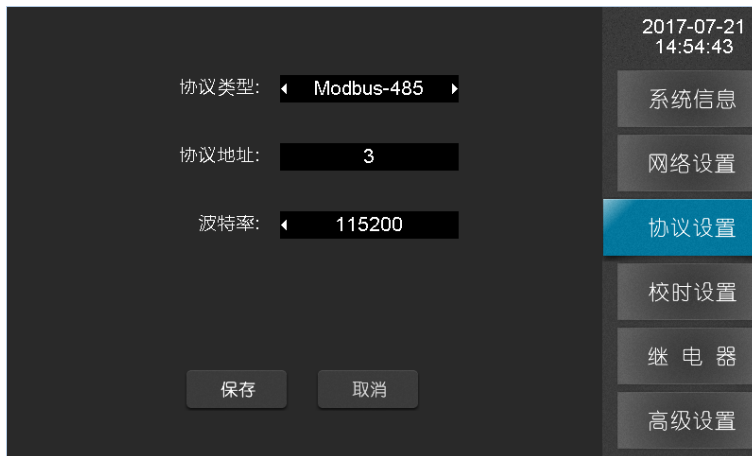 2017-07-21
14:54:43
协议类型: Modbus-485
协议地址: 3
波特率: 115200
保存 取消
系统信息
网络设置
协议设置
校时设置
继 电 器
高级设置